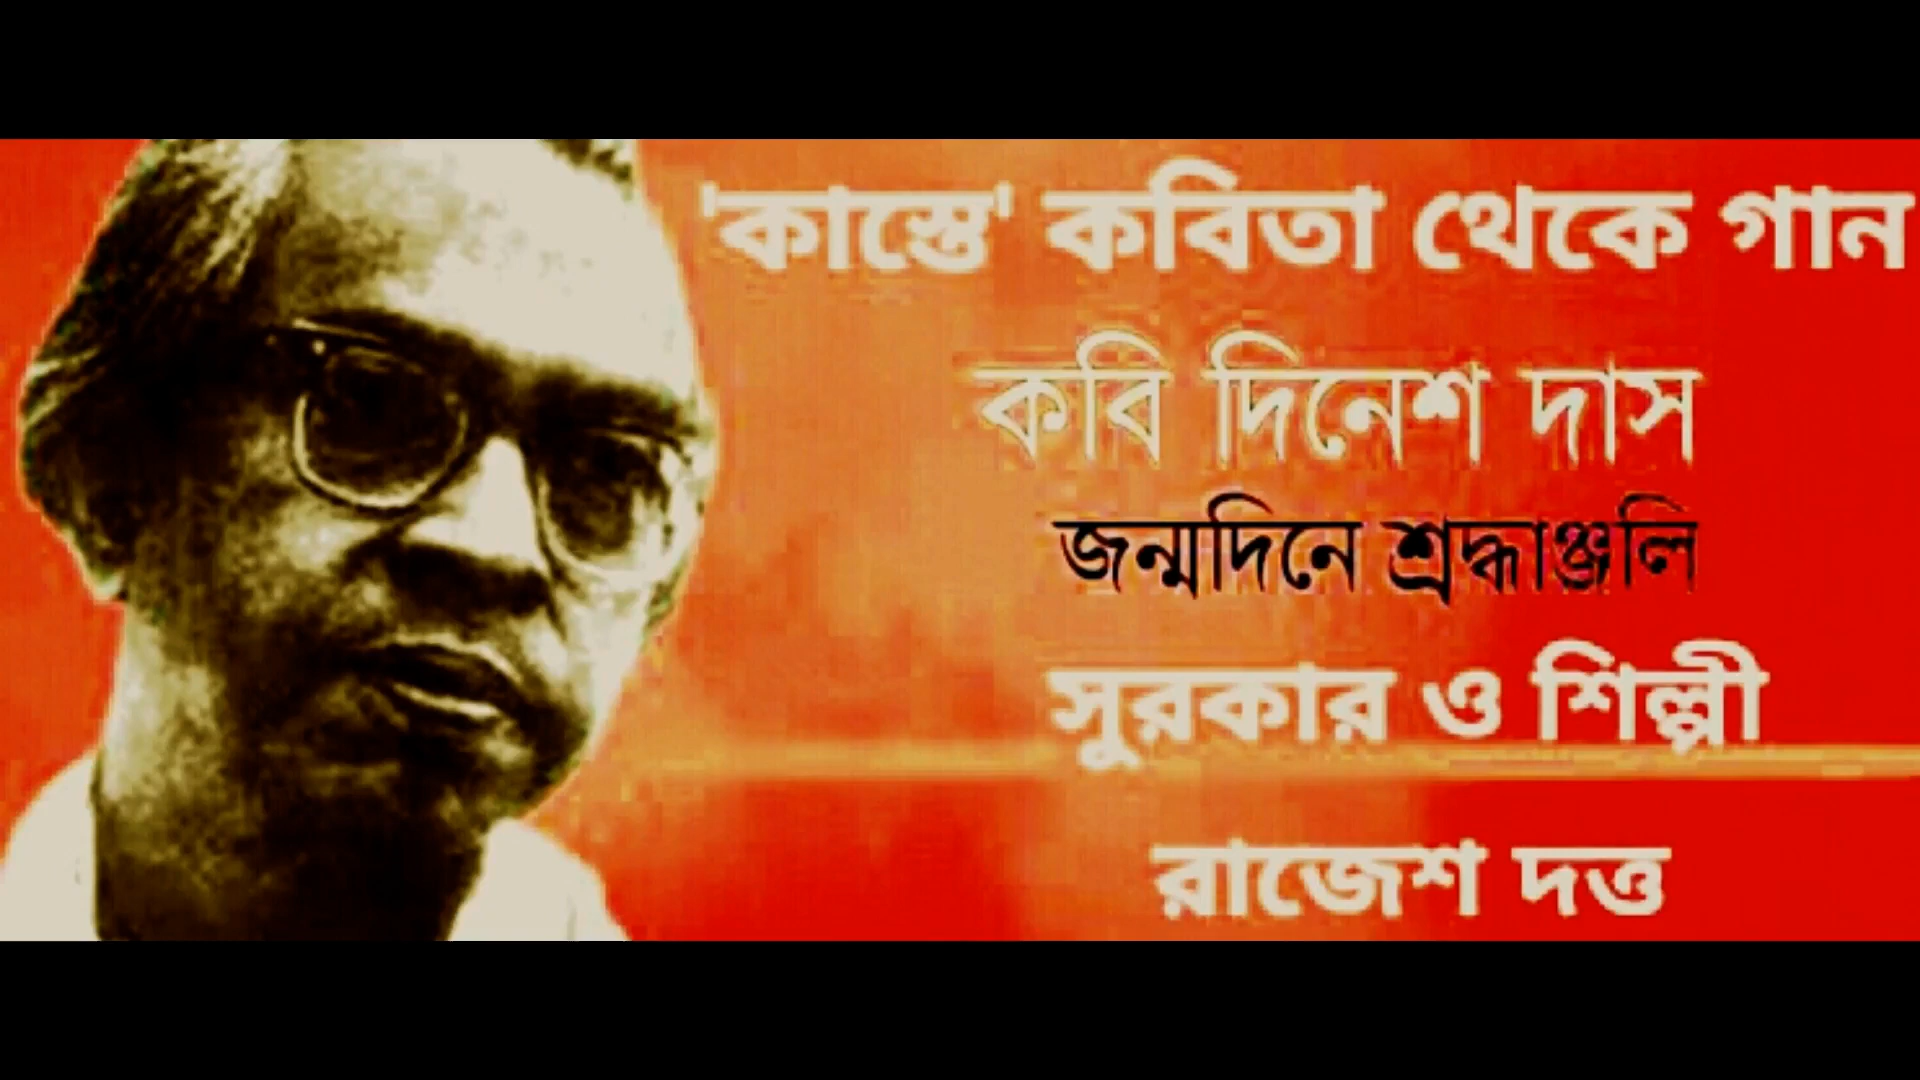 'কাস্তে' কবিতা থেকে গান
কবি দিনেশ দাস
জন্মদিনে শ্রদ্ধাঞ্জলি
সুরকার ও শিল্পী
রাজেশ দত্ত